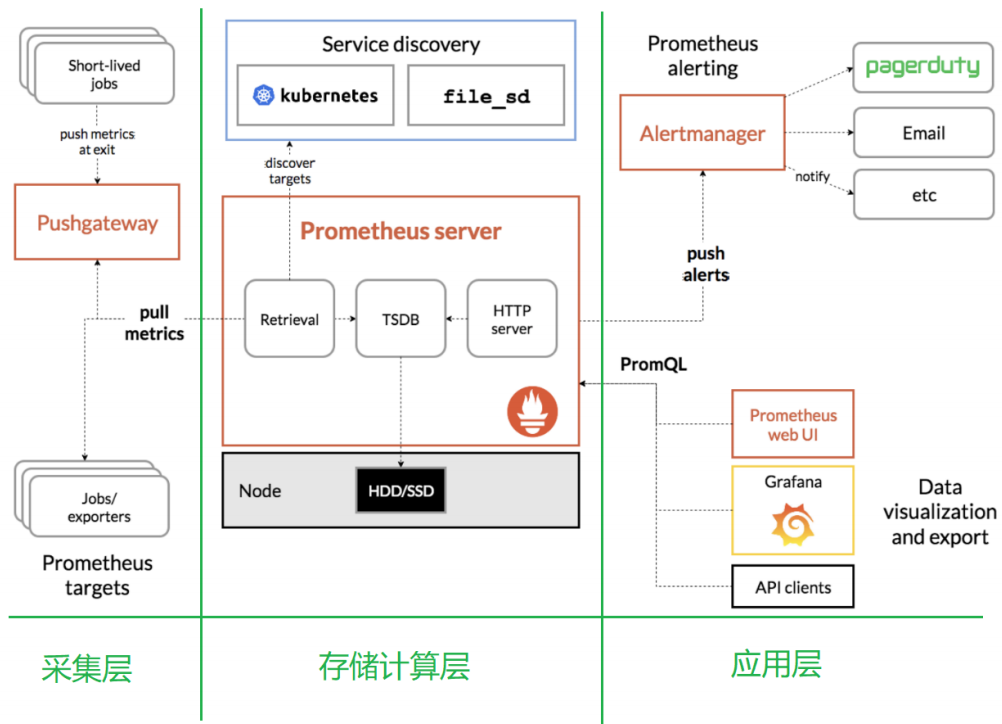 Short-lived
jobs
push metrics
at exit
Pushgateway
pull
metrics
Jobs/
exporters
Prometheus
targets
采集层
Service discovery
kubernetes
file_sd
discover
targets
Prometheus server
Retrieval
TSDB
HTTP
server
Node
HDD/SSD
存储计算层
Prometheus
alerting
Alertmanager
pagerduty
Email
notify
etc
push
alerts
PromQL
Prometheus
web UI
Grafana
API clients
Data
visualization
and export
应用层